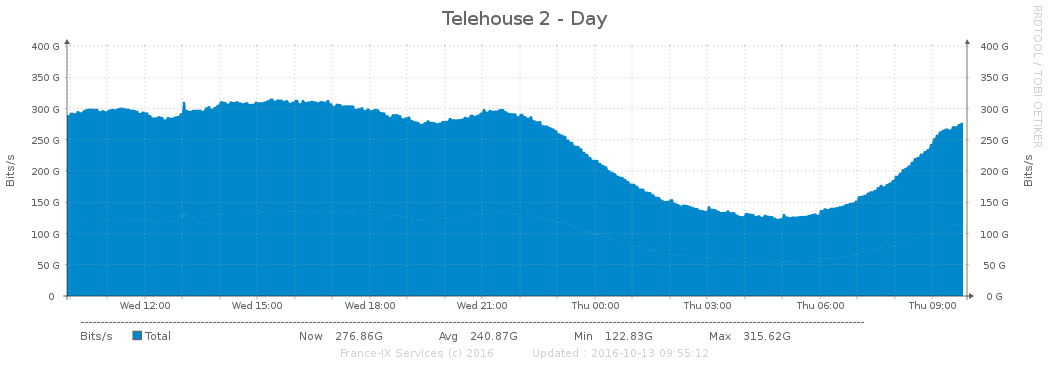 Telehouse 2 - Day
RRDTOOL / TOBI OETIKER
400 G 400 G
350 G 350 G
300 G 300 G
250 G 250 G
200 G 200 G
150 G 150 G
100 G 100 G
50 G 50 G
0 0 G
Bits/s
Bits/s
Wed 12:00 Wed 15:00 Wed 18:00 Wed 21:00 Thu 00:00 Thu 03:00 Thu 06:00 Thu 09:00
Bits/s Total Now 276.86G Avg 240.87G Min 122.83G Max 315.62G
France-IX Services (c) 2016 Updated : 2016-10-13 09:55:12